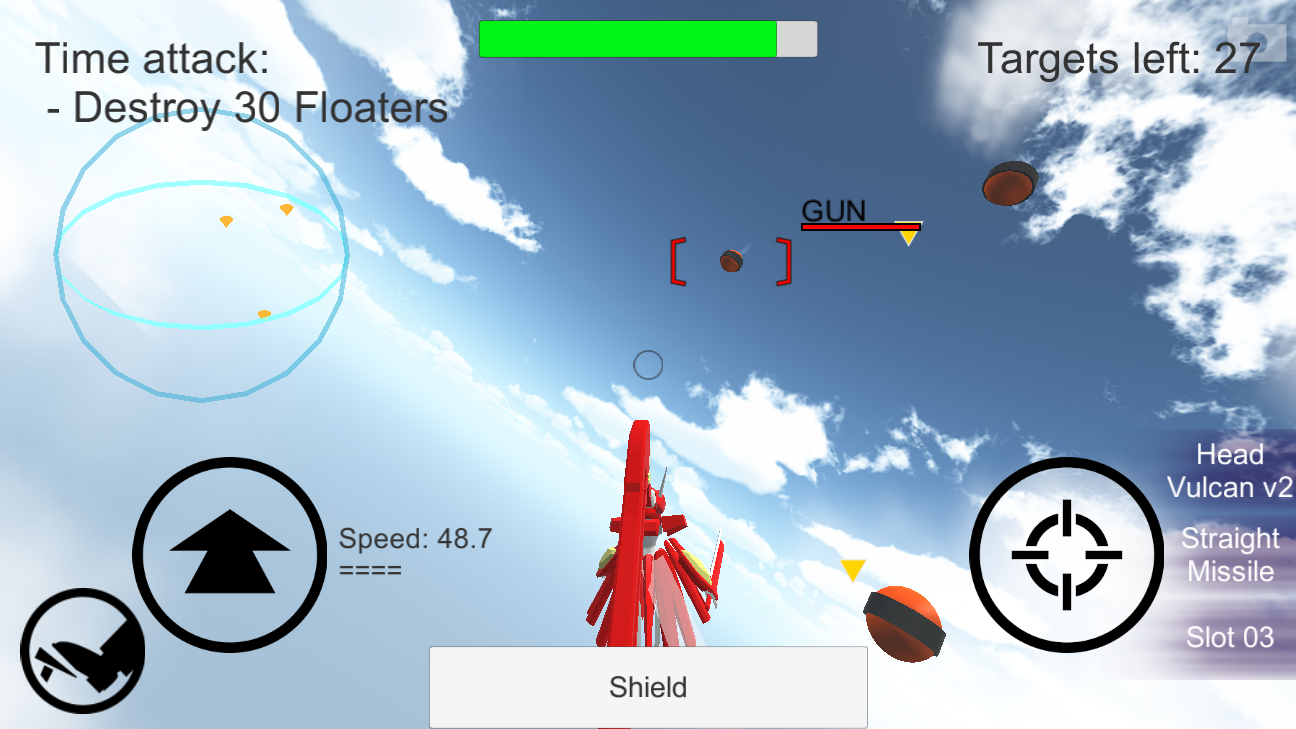 Time attack:
- Destroy 30 Floaters
Targets left: 27
GUN
Head
Vulcan v2
Speed: 48.7
====
Straight
Missile
Slot 03
Shield